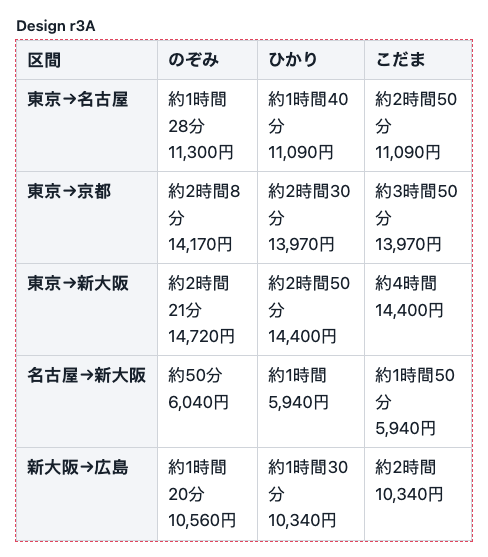 Design r3A
区間 のぞみ ひかり こだま
東京→名古屋 約1時間 約1時間40 約2時間50
28分 分 分
11,300円 11,090円 11,090円
東京→京都 約2時間8 約2時間30 約3時間50
分 分 分
14,170円 13,970円 13,970円
東京→新大阪 約2時間 約2時間50 約4時間
21分 分 14,400円
14,720円 14,400円
名古屋→新大阪 約50分 約1時間 約1時間50
6,040円 5,940円 分
5,940円
新大阪→広島 約1時間 約1時間30 約2時間
20分 分 10,340円
10,560円 10,340円